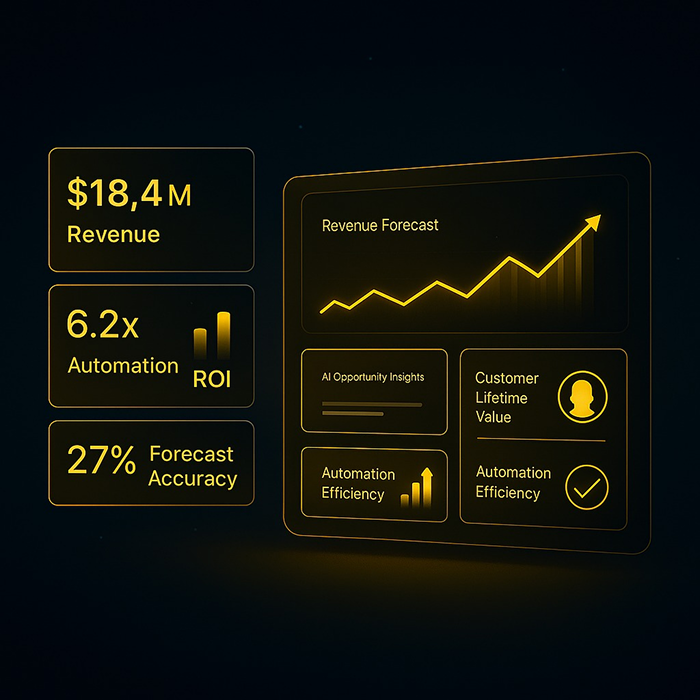 $18,4 M
Revenue
6.2x
Automation
ROI
27% Forecast
Accuracy
Revenue Forecast
AI Opportunity Insights
Automation
Efficiency
Customer
Lifetime
Value
Automation
Efficiency